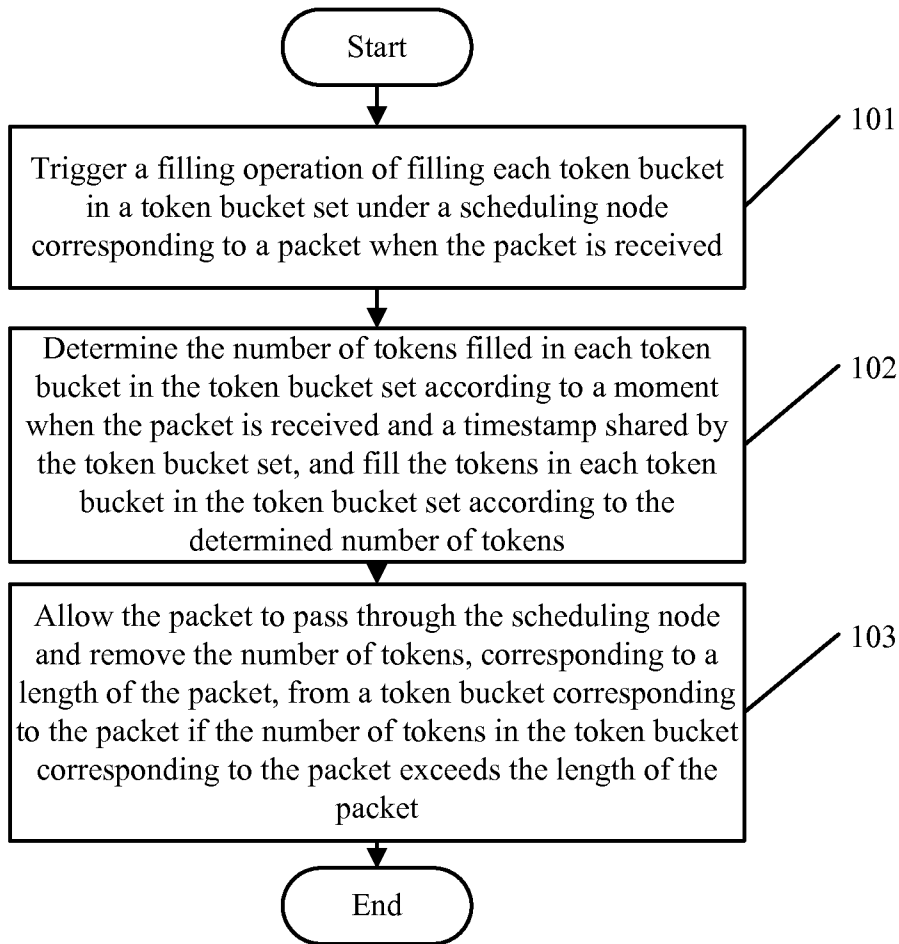 Start
101
Trigger a filling operation of filling each token bucket
in a token bucket set under a scheduling node
corresponding to a packet when the packet is received
102
Determine the number of tokens filled in each token
bucket in the token bucket set according to a moment
when the packet is received and a timestamp shared by
the token bucket set, and fill the tokens in each token
bucket in the token bucket set according to the
determined number of tokens
103
Allow the packet to pass through the scheduling node
and remove the number of tokens, corresponding to a
length of the packet, from a token bucket corresponding
to the packet if the number of tokens in the token bucket
corresponding to the packet exceeds the length of the
packet
End